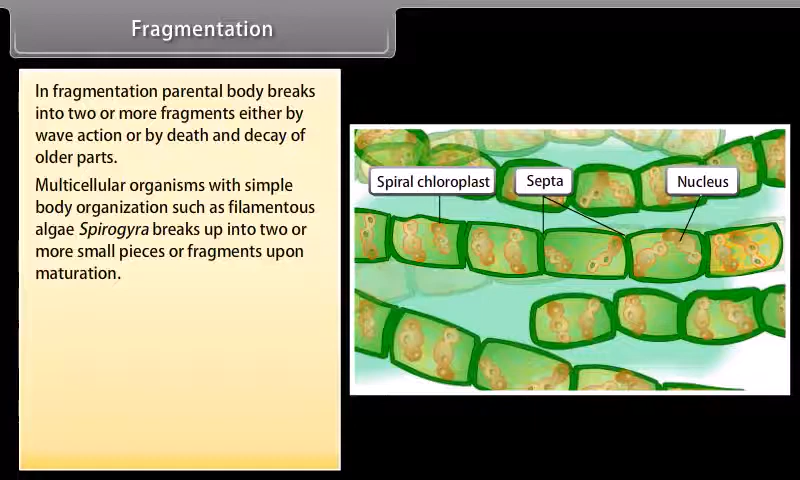 Fragmentation
In fragmentation parental body breaks
into two or more fragments either by
wave action or by death and decay of
older parts.
Multicellular organisms with simple
body organization such as filamentous
algae Spirogyra breaks up into two or
more small pieces or fragments upon
maturation.
Spiral chloroplast
Septa
Nucleus